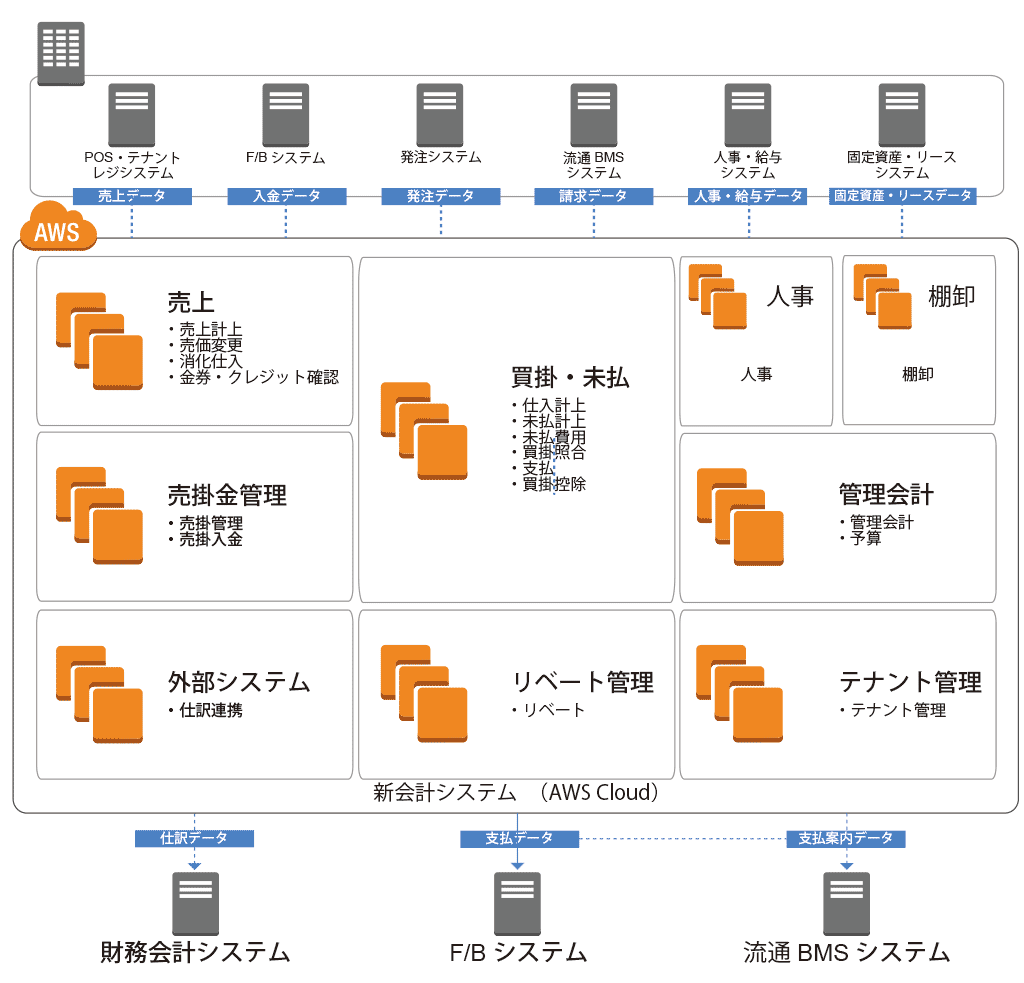 POS・テナント
レジシステム
F/B システム
発注システム
流通 BMS
システム
人事・給与
システム
固定資産・リース
システム
売上データ
入金データ
発注データ
請求データ
人事・給与データ
固定資産・リースデータ
AWS
売上
・売上計上
・売価変更
・消化仕入
・金券・クレジット確認
買掛・未払
・仕入計上
・未払計上
・未払費用
・買掛照合
・支払
・買掛控除
人事
人事
棚卸
棚卸
売掛金管理
・売掛管理
・売掛入金
管理会計
・管理会計
・予算
外部システム
・仕訳連携
リベート管理
・リベート
テナント管理
・テナント管理
新会計システム （AWS Cloud）
仕訳データ
支払データ
支払案内データ
財務会計システム
F/B システム
流通 BMS システム